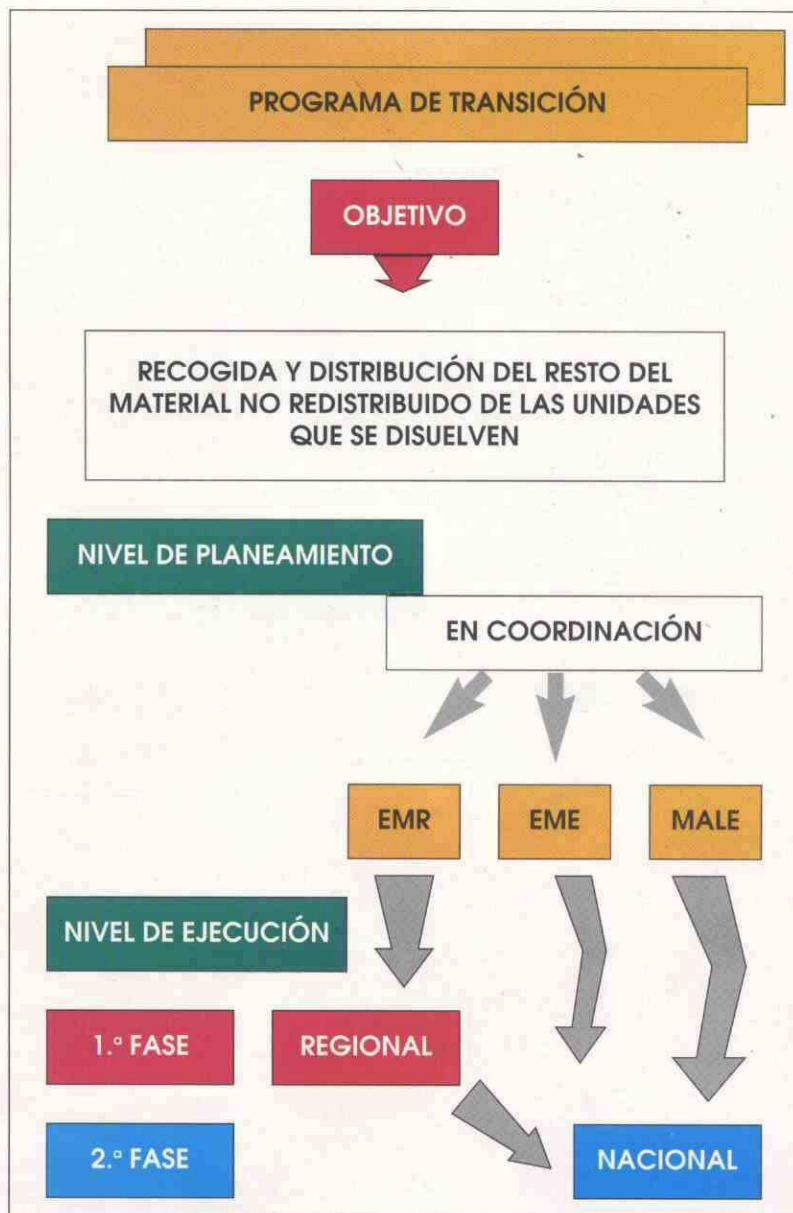 PROGRAMA DE TRANSICIÓN
OBJETIVO
RECOGIDA Y DISTRIBUCIÓN DEL RESTO DEL
MATERIAL NO REDISTRIBUIDO DE LAS UNIDADES
QUE SE DISUELVEN
NIVEL DE PLANEAMIENTO
EN COORDINACIÓN
EMR EME MALE
NIVEL DE EJECUCIÓN
1.ª FASE REGIONAL
2.ª FASE NACIONAL